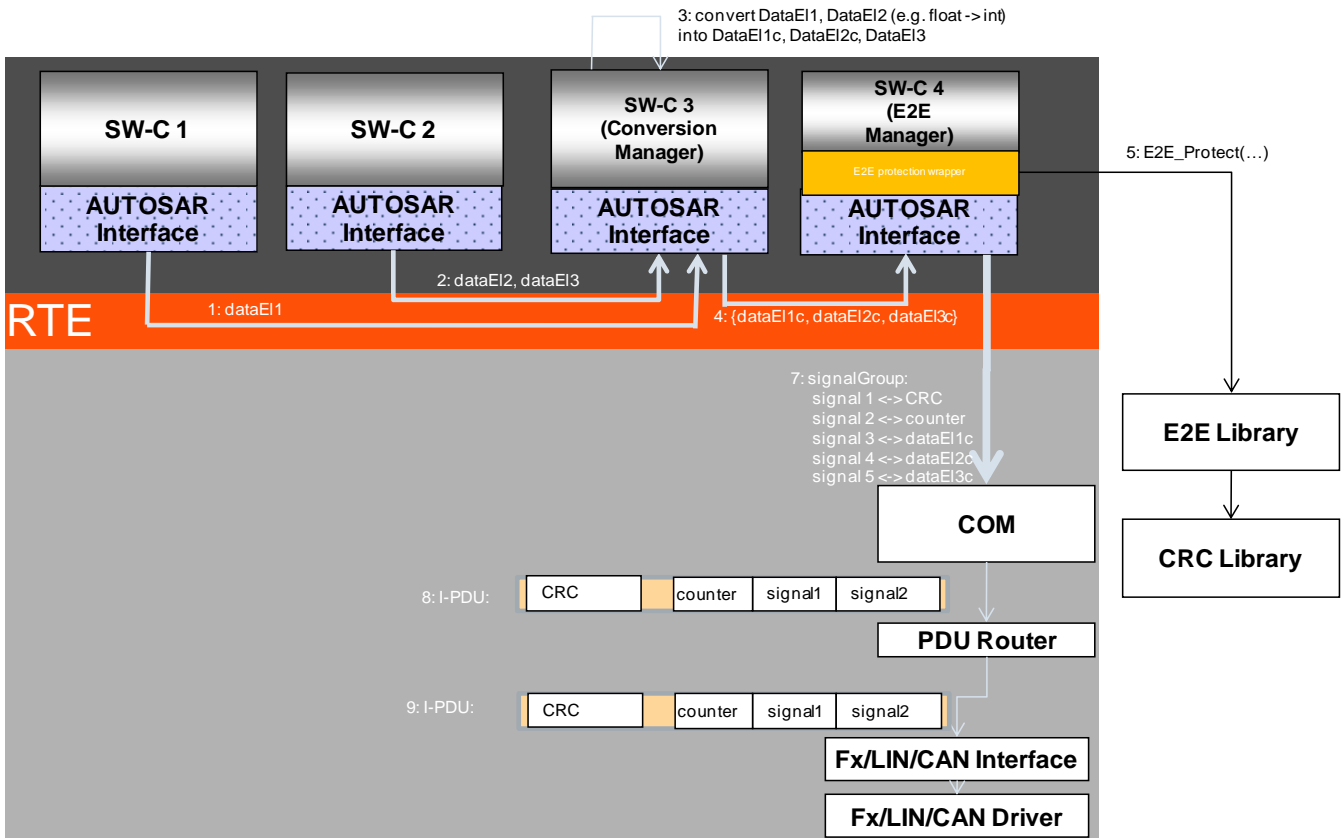 3: convert DataEl1, DataEl2 (e.g. float -> int)
into DataEl1c, DataEl2c, DataEl3
SW-C 1
AUTOSAR
Interface
SW-C 2
AUTOSAR
Interface
SW-C 3
(Conversion
Manager)
AUTOSAR
Interface
SW-C 4
(E2E
Manager)
E2E protection wrapper
AUTOSAR
Interface
5: E2E_Protect(…)
2: dataEl2, dataEl3
1: dataEl1
4: {dataEl1c, dataEl2c, dataEl3c}
RTE
7: signalGroup:
signal 1 <-> CRC
signal 2 <-> counter
signal 3 <-> dataEl1c
signal 4 <-> dataEl2c
signal 5 <-> dataEl3c
E2E Library
CRC Library
COM
8: I-PDU:
CRC
counter
signal1
signal2
PDU Router
9: I-PDU:
CRC
counter
signal1
signal2
Fx/LIN/CAN Interface
Fx/LIN/CAN Driver